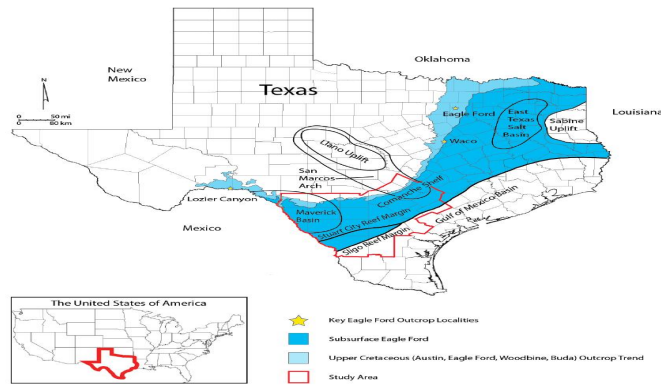 Oklahoma
New
Mexico
Texas
N
50 mi
80 km
Louisiana
Eagle Ford
East
Texas
Salt
Basin
Sabine
Uplift
Waco
Llano Uplift
San
Marcos
Arch
Comanche Shelf
Lozier Canyon
Maverick
Basin
Stuart City Reef Margin
Gulf of Mexico Basin
Sligo Reef Margin
Mexico
The United States of America
Key Eagle Ford Outcrop Localities
Subsurface Eagle Ford
Upper Cretaceous (Austin, Eagle Ford, Woodbine, Buda) Outcrop Trend
Study Area